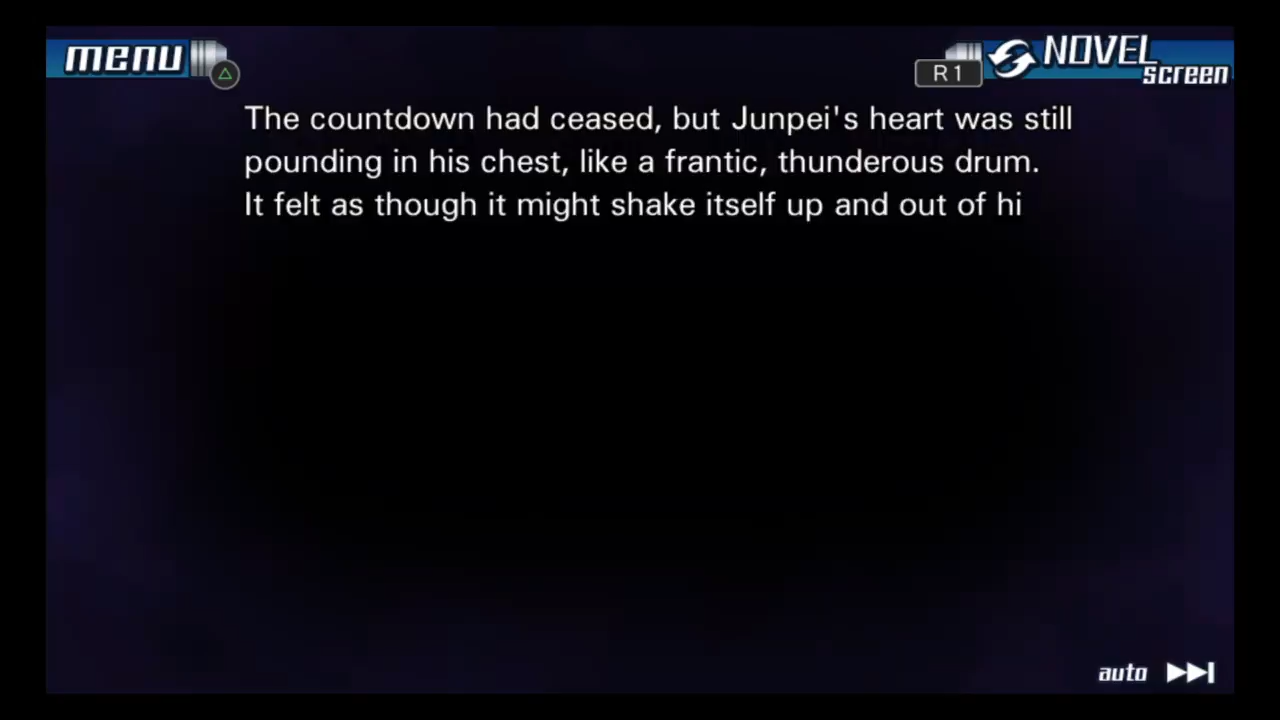 menu
R1
NOVEL
screen
The countdown had ceased, but Junpei's heart was still
pounding in his chest, like a frantic, thunderous drum.
It felt as though it might shake itself up and out of hi
auto